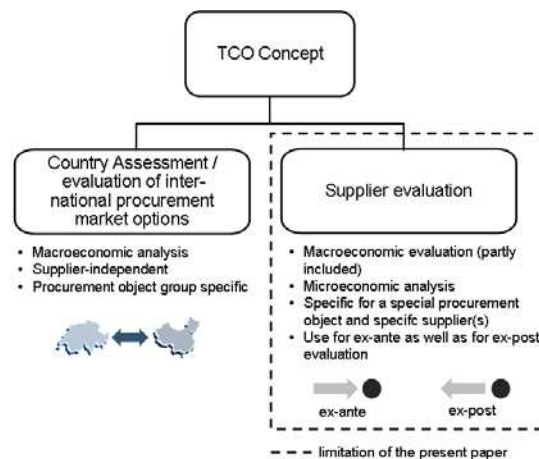 TCO Concept
Country Assessment /
evaluation of inter-
national procurement
market options
• Macroeconomic analysis
• Supplier-independent
• Procurement object group specific
Supplier evaluation
• Macroeconomic evaluation (partly
included)
• Microeconomic analysis
• Specific for a special procurement
object and specifc supplier(s)
• Use for ex-ante as well as for ex-post
evaluation
ex-ante
ex-post
limitation of the present paper